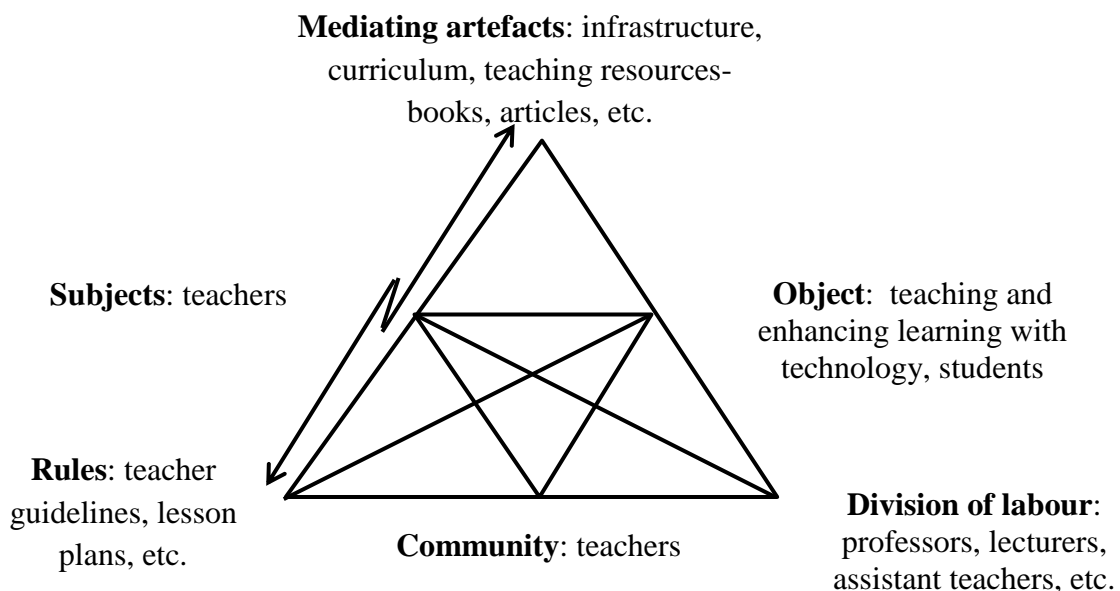 Mediating artefacts: infrastructure,
curriculum, teaching resources-
books, articles, etc.
Subjects: teachers
Object:  teaching and
enhancing learning with
technology, students
Rules: teacher
guidelines, lesson
plans, etc.
Community: teachers
Division of labour:
professors, lecturers,
assistant teachers, etc.